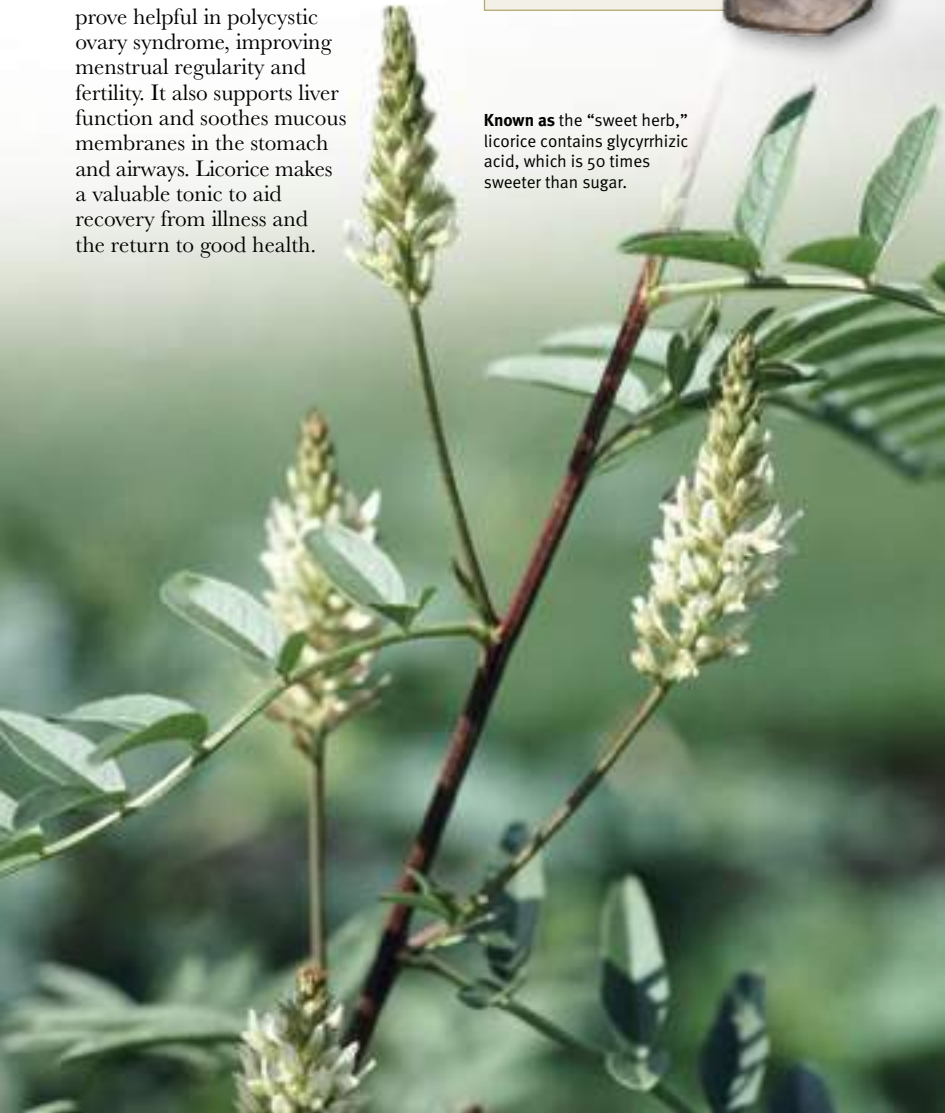 prove helpful in polycystic
ovary syndrome, improving
menstrual regularity and
fertility. It also supports liver
function and soothes mucous
membranes in the stomach
and airways. Licorice makes
a valuable tonic to aid
recovery from illness and
the return to good health.
Known as the “sweet herb,”
licorice contains glycyrrhizic
acid, which is 50 times
sweeter than sugar.